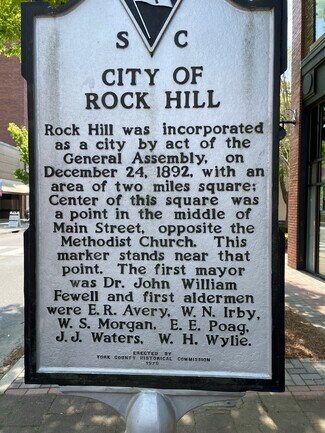 S C
CITY OF
ROCK HILL
Rock Hill was incorporated
as a city by act of the
General Assembly, on
December 24, 1892, with an
area of two miles square;
Center of this square was
a point in the middle of
Main Street, opposite the
Methodist Church. This
marker stands near that
point. The first mayor
was Dr. John William
Fewell and first aldermen
were E. R. Avery, W. N. Irby,
W. S. Morgan, E. E. Poag,
J. J. Waters, W. H. Wylie.
ERECTED BY
YORK COUNTY HISTORICAL COMMISSION